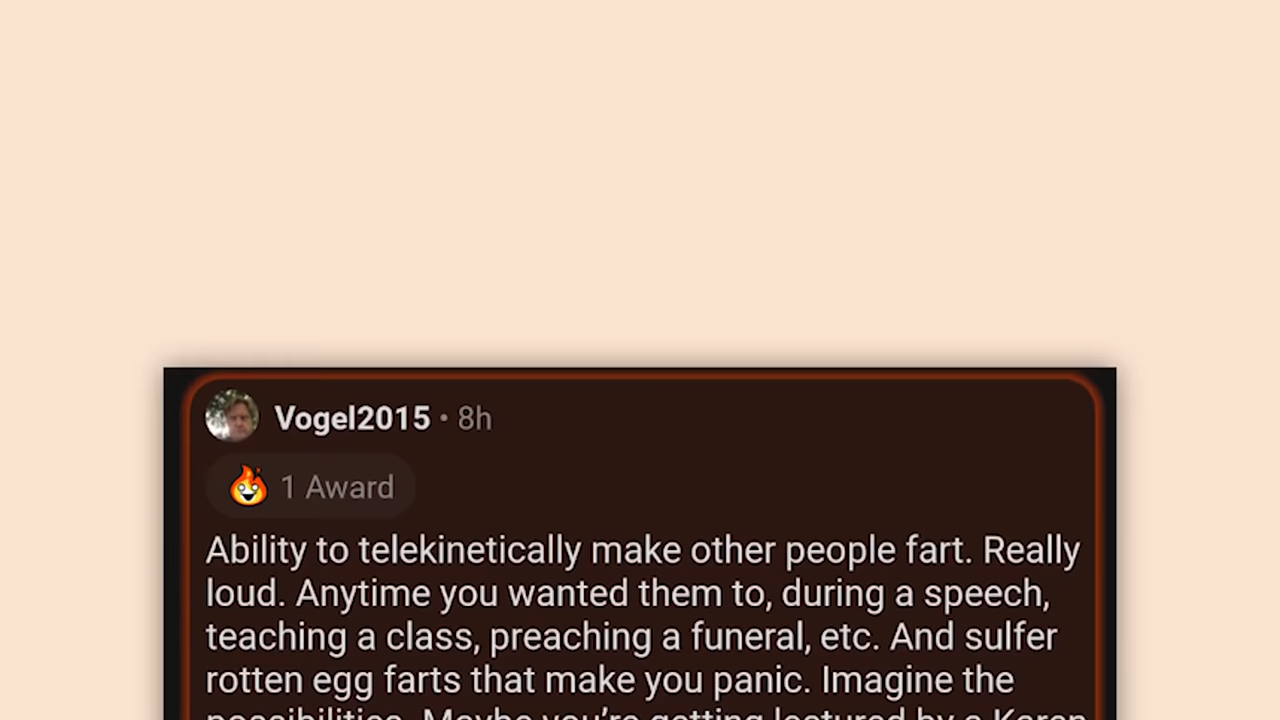 Vogel2015 • 8h
1 Award
Ability to telekinetically make other people fart. Really
loud. Anytime you wanted them to, during a speech,
teaching a class, preaching a funeral, etc. And sulfer
rotten egg farts that make you panic. Imagine the
possibilities. Maybe you're getting lectured by a Karen